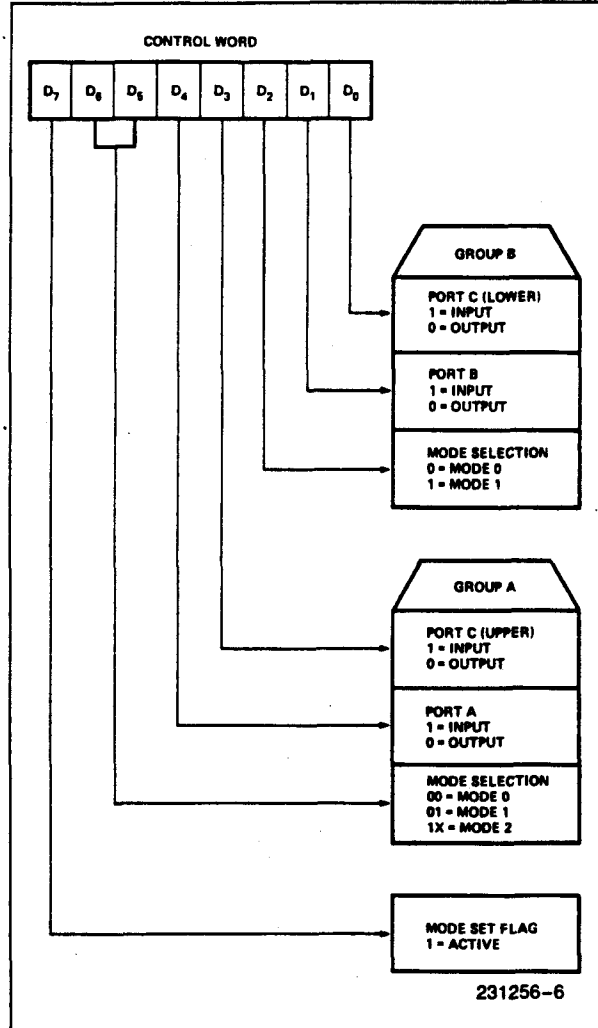 CONTROL WORD
D7 D6 D5 D4 D3 D2 D1 D0
GROUP B
PORT C (LOWER)
1 = INPUT
0 = OUTPUT
PORT B
1 = INPUT
0 = OUTPUT
MODE SELECTION
0 = MODE 0
1 = MODE 1
GROUP A
PORT C (UPPER)
1 = INPUT
0 = OUTPUT
PORT A
1 = INPUT
0 = OUTPUT
MODE SELECTION
00 = MODE 0
01 = MODE 1
1X = MODE 2
MODE SET FLAG
1 = ACTIVE
231256-6